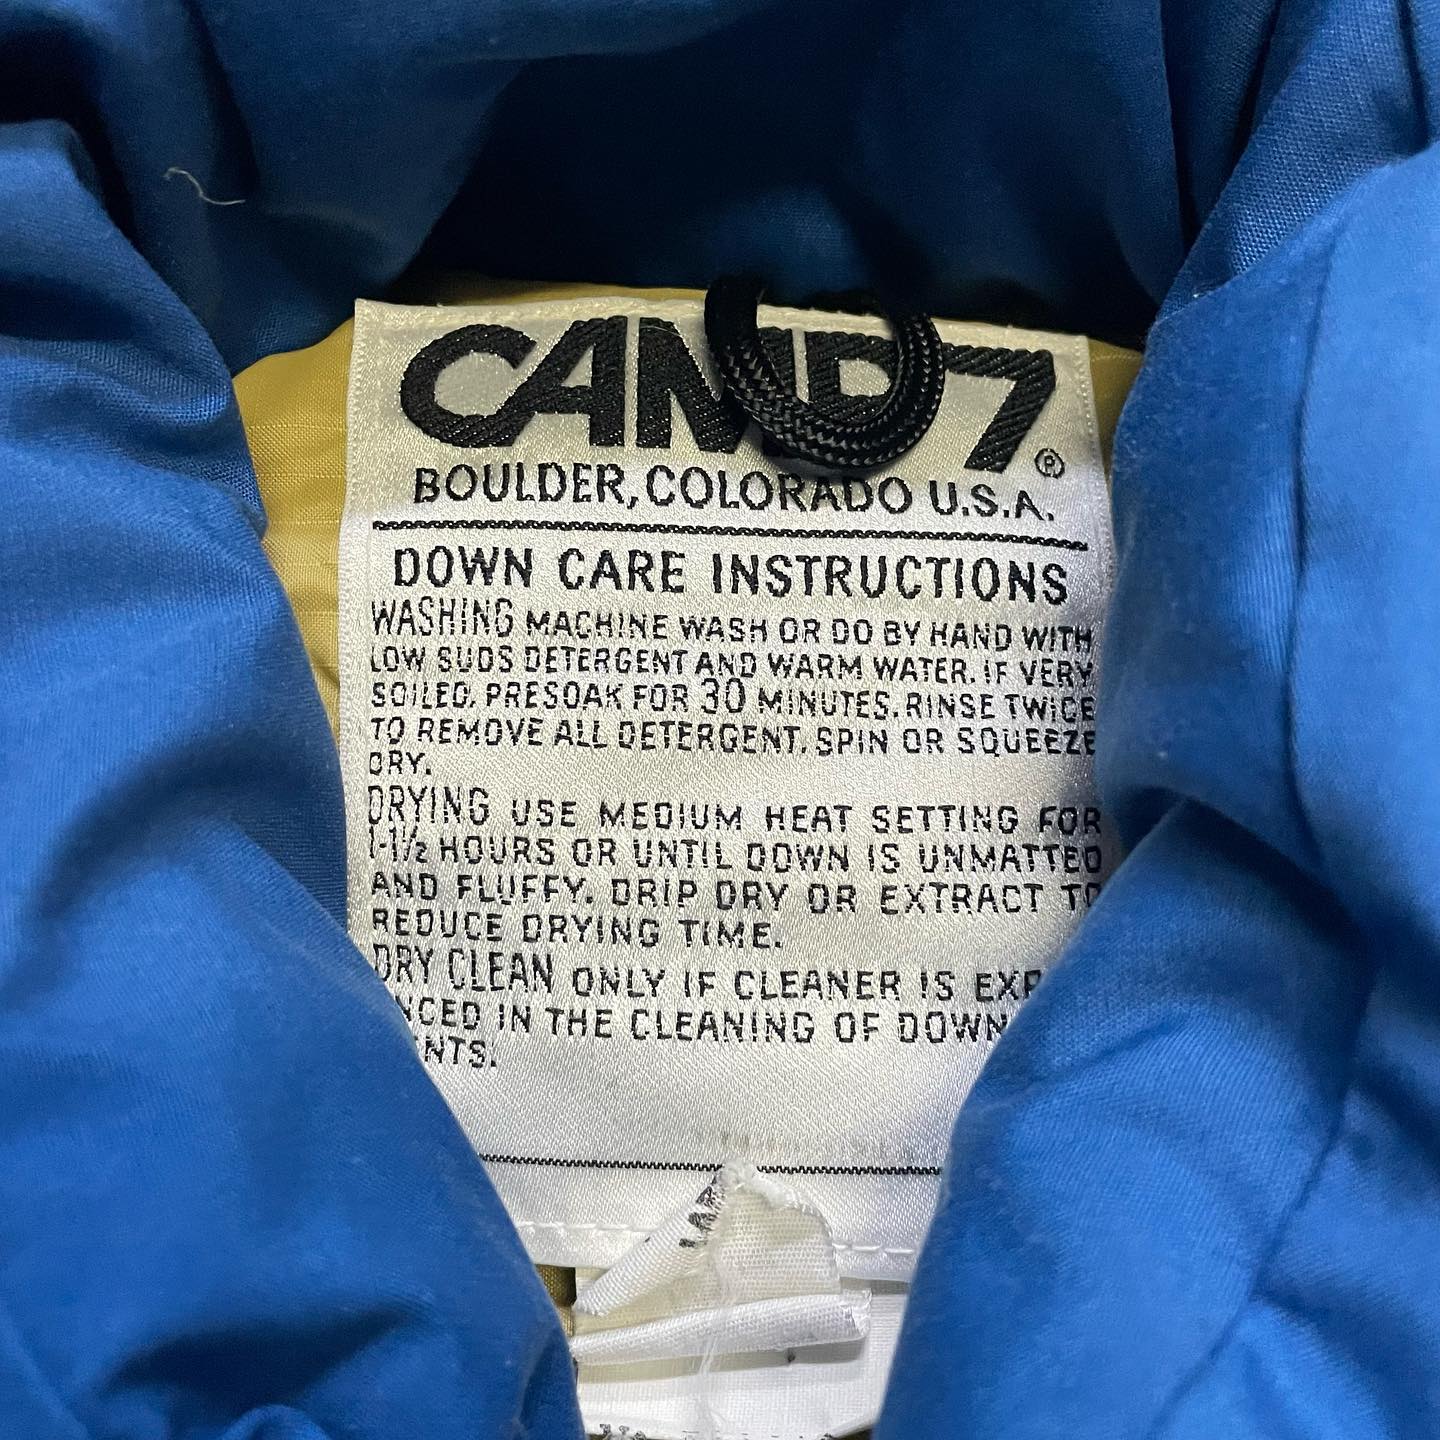 CAMP 7®
BOULDER, COLORADO U.S.A.
DOWN CARE INSTRUCTIONS
WASHING MACHINE WASH OR DO BY HAND WITH
LOW SUDS DETERGENT AND WARM WATER. IF VERY
SOILED, PRESOAK FOR 30 MINUTES. RINSE TWICE
TO REMOVE ALL DETERGENT. SPIN OR SQUEEZE
DRY.
DRYING USE MEDIUM HEAT SETTING FOR
1-1½ HOURS OR UNTIL DOWN IS UNMATTED
AND FLUFFY. DRIP DRY OR EXTRACT TO
REDUCE DRYING TIME.
DRY CLEAN ONLY IF CLEANER IS EXP
NCED IN THE CLEANING OF DOWN
ENTS.